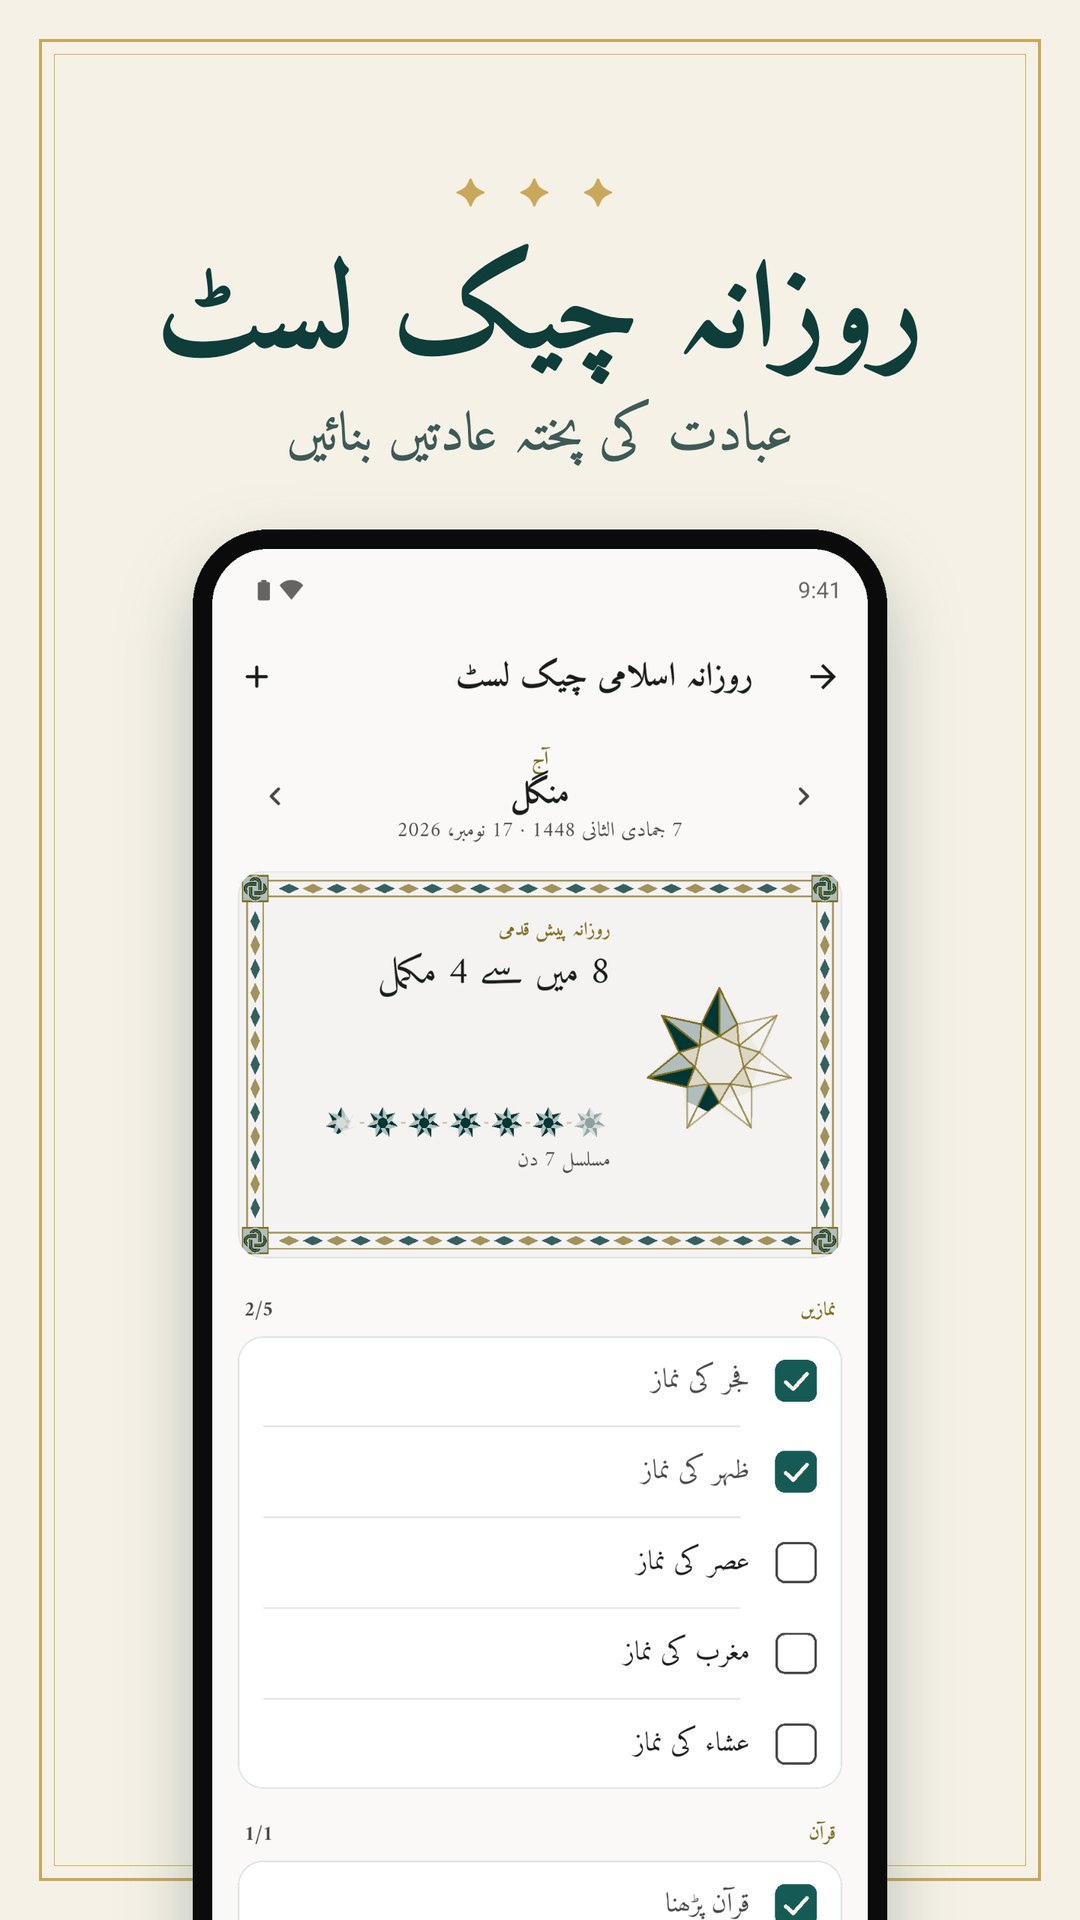 روزانہ چیک لسٹ
عبادت کی پختہ عادتیں بنائیں
9:41
روزانہ اسلامی چیک لسٹ
آج
منگل
7 جمادی الثانی 1448 · 17 نومبر، 2026
روزانہ پیش قدمی
8 میں سے 4 مکمل
مسلسل 7 دن
نمازیں 2/5
فجر کی نماز
ظہر کی نماز
عصر کی نماز
مغرب کی نماز
عشاء کی نماز
قرآن 1/1
قرآن پڑھنا